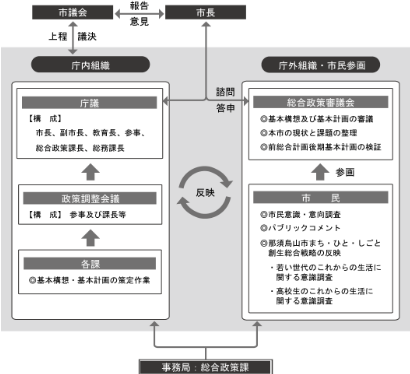 市議会
報告
意見
市長
上程
議決
庁内組織
庁外組織・市民参画
諮問
答申
庁議
【構　成】
市長、副市長、教育長、参事、
総合政策課長、総務課長
政策調整会議
【構　成】 参事及び課長等
各課
◎基本構想・基本計画の策定作業
反映
総合政策審議会
◎基本構想及び基本計画の審議
◎本市の現状と課題の整理
◎前総合計画後期基本計画の検証
参画
市　民
◎市民意識・意向調査
◎パブリックコメント
◎那須烏山市まち・ひと・しごと
創生総合戦略の反映
・若い世代のこれからの生活に
関する意識調査
・高校生のこれからの生活に
関する意識調査
事務局：総合政策課